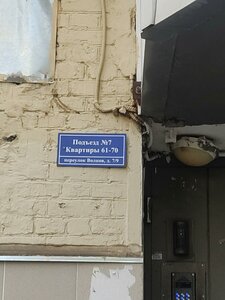 Подъезд №7
Квартиры 61-70
переулок Волков, д. 7/9